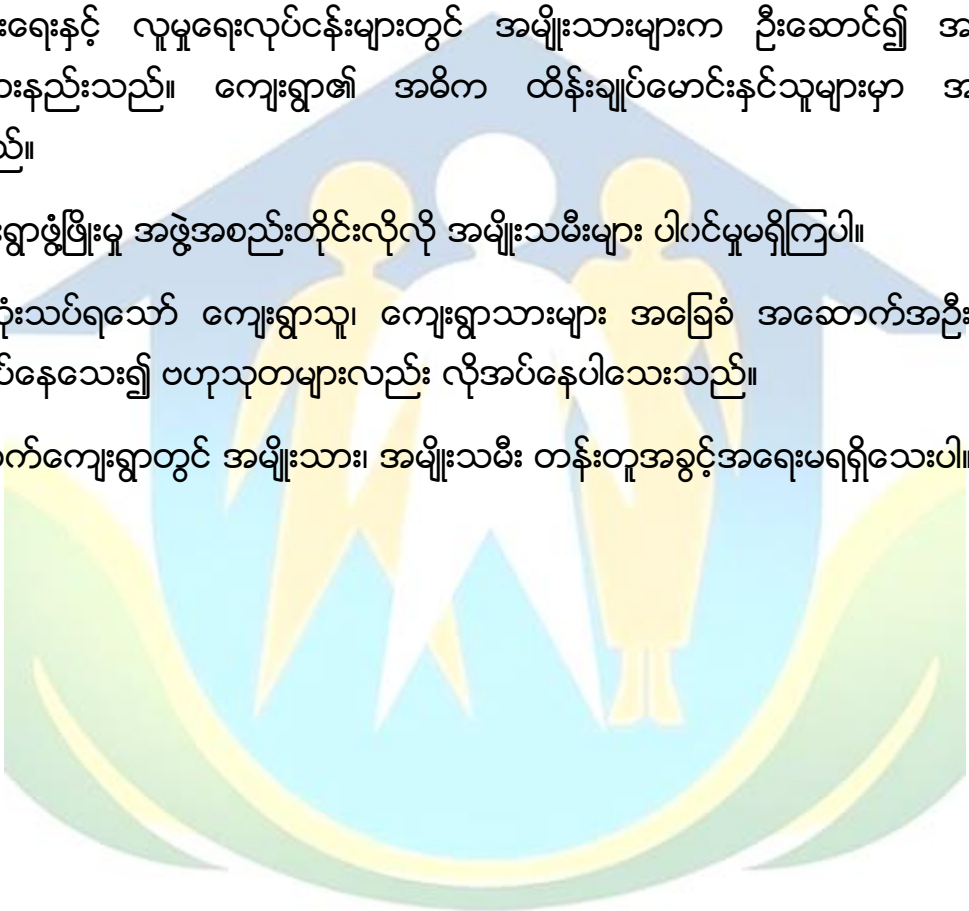 းရေးနှင့် လူမှုရေးလုပ်ငန်းများတွင် အမျိုးသားများက ဦးဆောင်၍ အ
ားနည်းသည်။ ကျေးရွာ၏ အဓိက ထိန်းချုပ်မောင်းနှင်သူများမှာ အ
ည်။
းရွာဖွံ့ဖြိုးမှု အဖွဲ့အစည်းတိုင်းလိုလို အမျိုးသမီးများ ပါဝင်မှုမရှိကြပါ။
ုံးသပ်ရသော် ကျေးရွာသူ၊ ကျေးရွာသားများ အခြေခံ အဆောက်အဦး
ပ်နေသေး၍ ဗဟုသုတများလည်း လိုအပ်နေပါသေးသည်။
က်ကျေးရွာတွင် အမျိုးသား၊ အမျိုးသမီး တန်းတူအခွင့်အရေးမရရှိသေးပါ။